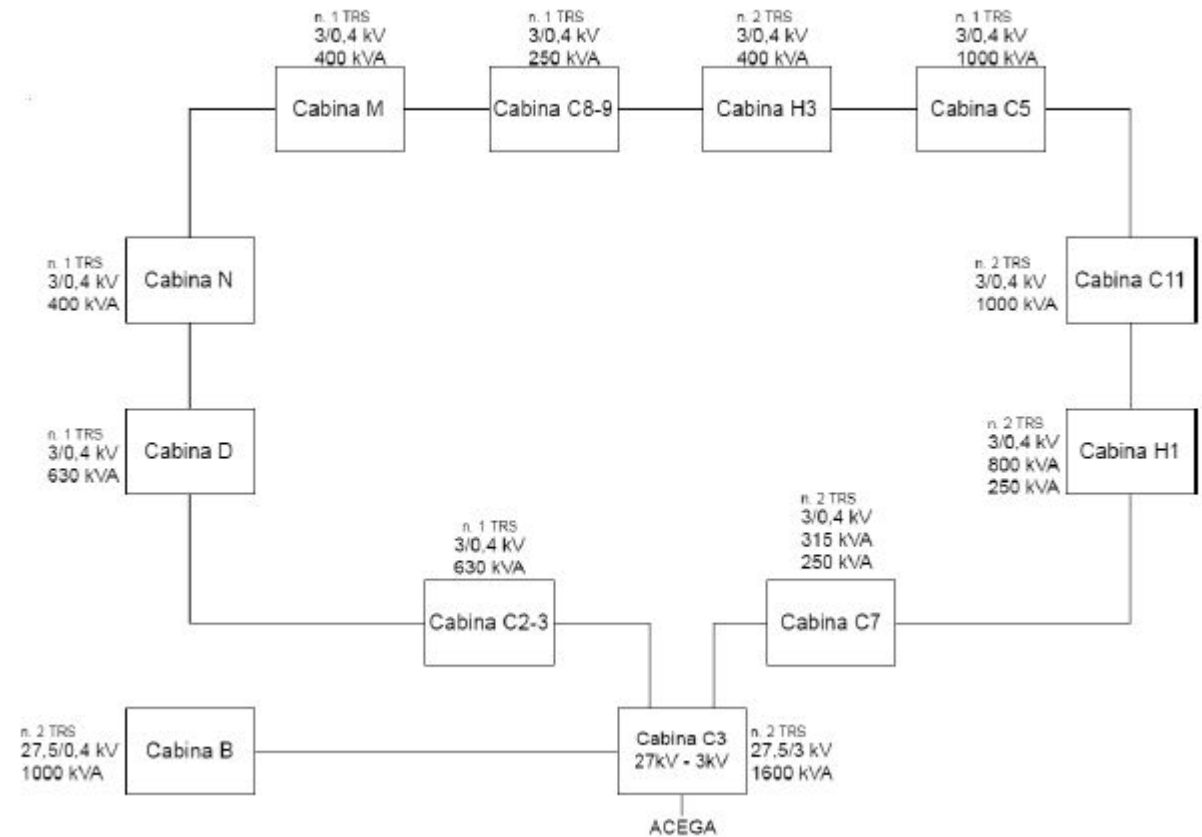 n. 1 TRS
3/0,4 kV
400 kVA
Cabina M
n. 1 TRS
3/0,4 kV
250 kVA
Cabina C8-9
n. 2 TRS
3/0,4 kV
400 kVA
Cabina H3
n. 1 TRS
3/0,4 kV
1000 kVA
Cabina C5
n. 1 TRS
3/0,4 kV
400 kVA
Cabina N
n. 2 TRS
3/0,4 kV
1000 kVA
Cabina C11
n. 1 TRS
3/0,4 kV
630 kVA
Cabina D
n. 2 TRS
3/0,4 kV
800 kVA
250 kVA
Cabina H1
n. 1 TRS
3/0,4 kV
630 kVA
Cabina C2-3
n. 2 TRS
3/0,4 kV
315 kVA
250 kVA
Cabina C7
n. 2 TRS
27,5/0,4 kV
1000 kVA
Cabina B
Cabina C3
27kV - 3kV
n. 2 TRS
27,5/3 kV
1600 kVA
ACEGA